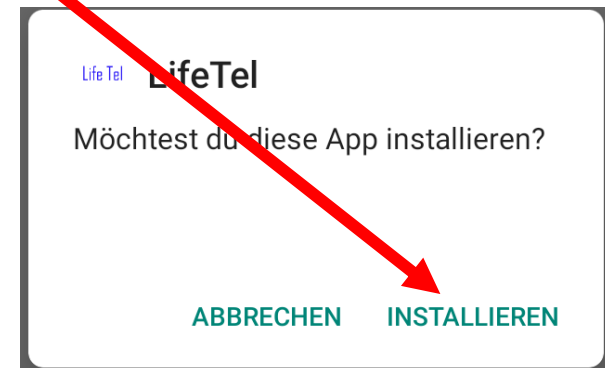 Life Tel LifeTel
Möchtest du diese App installieren?
ABBRECHEN INSTALLIEREN